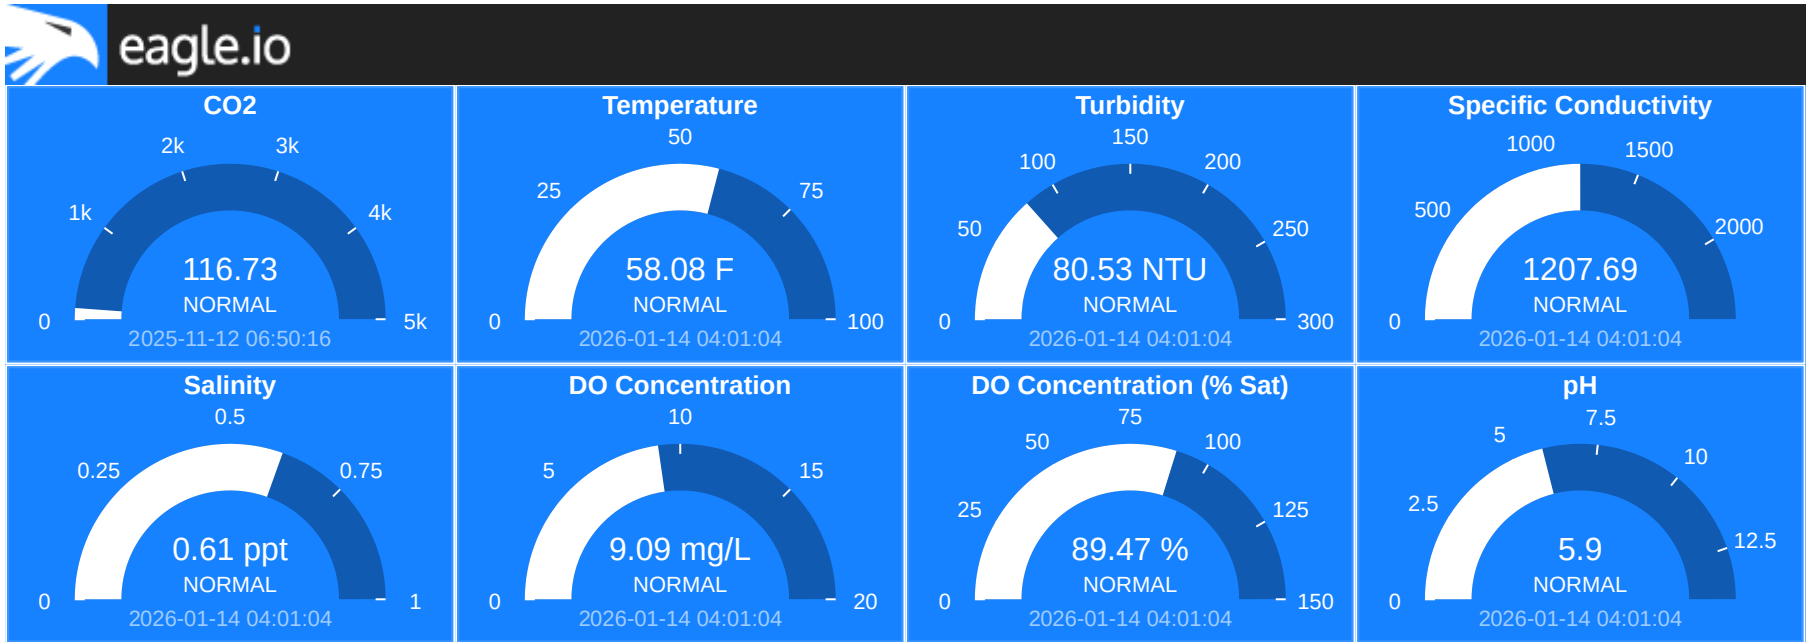 eagle.io
CO2
0
1k
2k
3k
4k
5k
116.73
NORMAL
2025-11-12 06:50:16
Temperature
0
25
50
75
100
58.08 F
NORMAL
2026-01-14 04:01:04
Turbidity
0
50
100
150
200
250
300
80.53 NTU
NORMAL
2026-01-14 04:01:04
Specific Conductivity
0
500
1000
1500
2000
1207.69
NORMAL
2026-01-14 04:01:04
Salinity
0
0.25
0.5
0.75
1
0.61 ppt
NORMAL
2026-01-14 04:01:04
DO Concentration
0
5
10
15
20
9.09 mg/L
NORMAL
2026-01-14 04:01:04
DO Concentration (% Sat)
0
25
50
75
100
125
150
89.47 %
NORMAL
2026-01-14 04:01:04
pH
0
2.5
5
7.5
10
12.5
5.9
NORMAL
2026-01-14 04:01:04